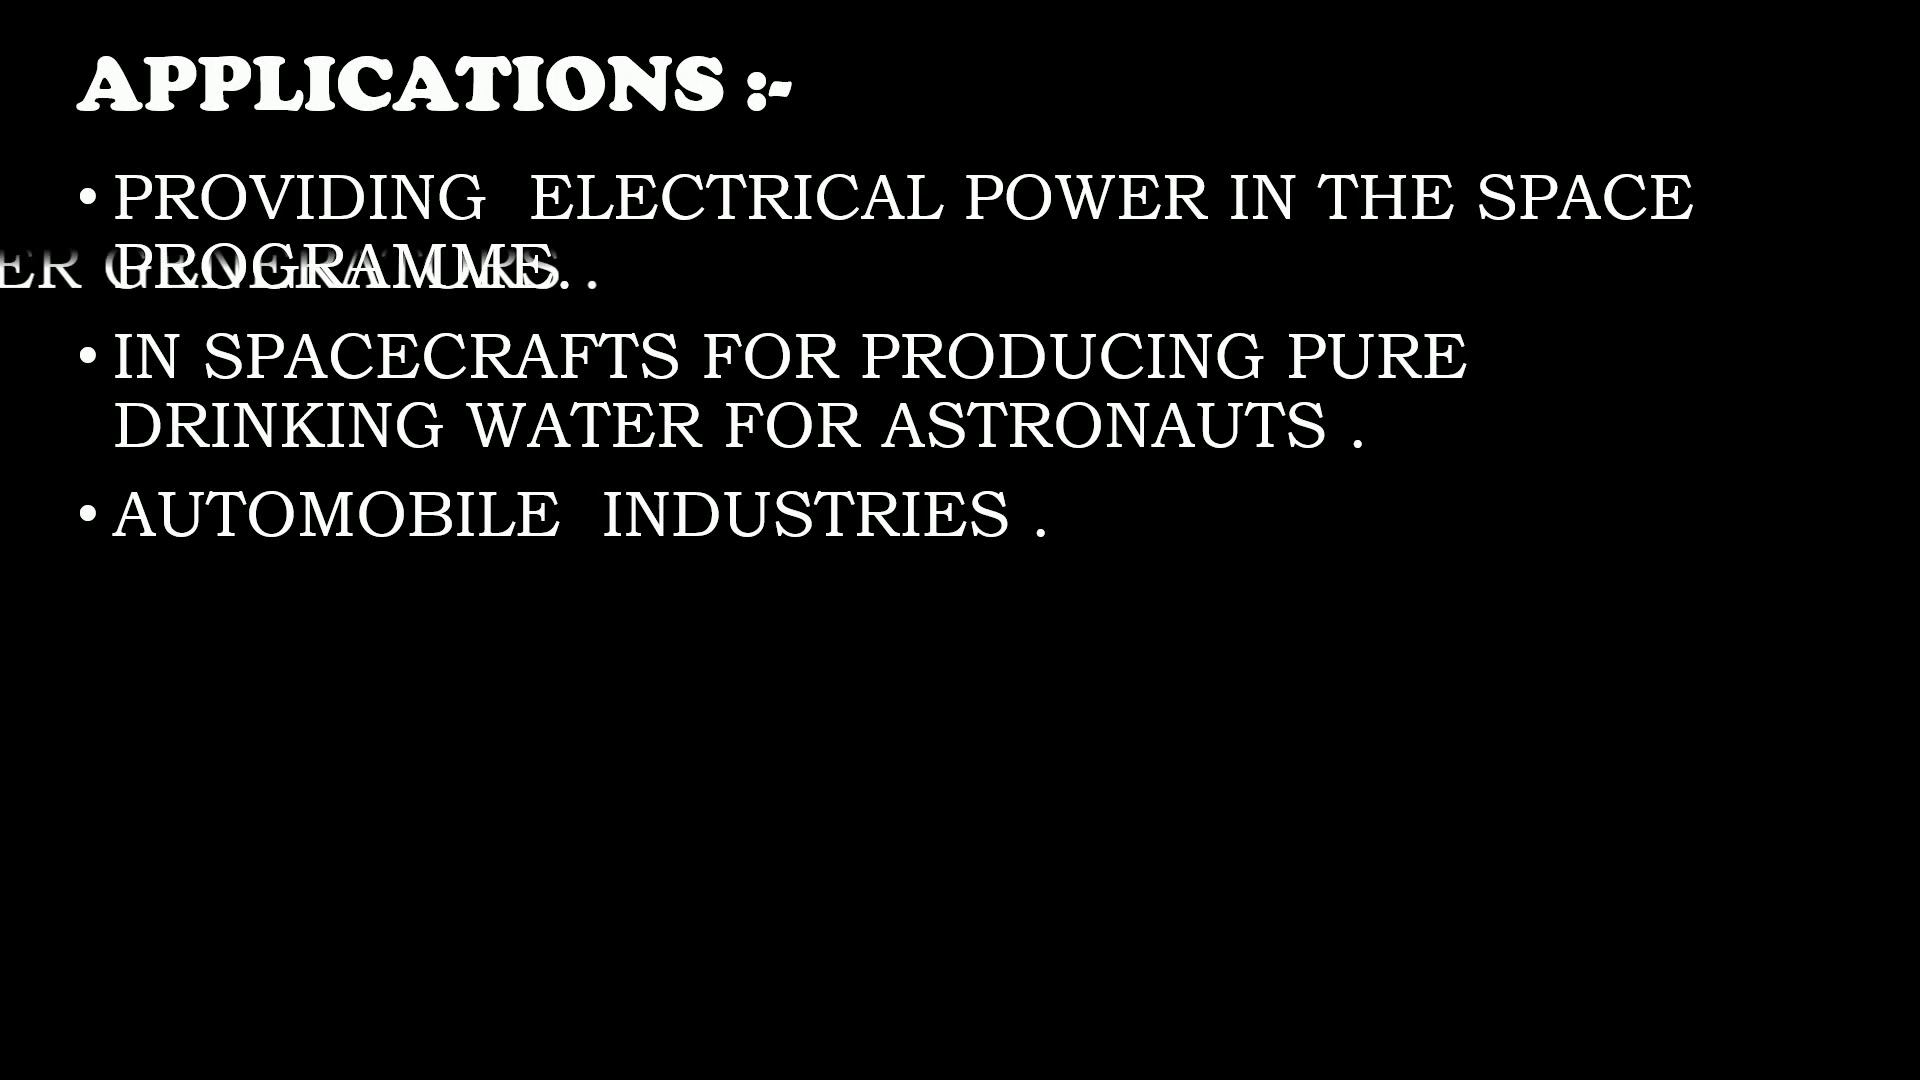 APPLICATIONS :-
• PROVIDING  ELECTRICAL POWER IN THE SPACE
PROGRAMME. .
• IN SPACECRAFTS FOR PRODUCING PURE
DRINKING WATER FOR ASTRONAUTS .
• AUTOMOBILE  INDUSTRIES .